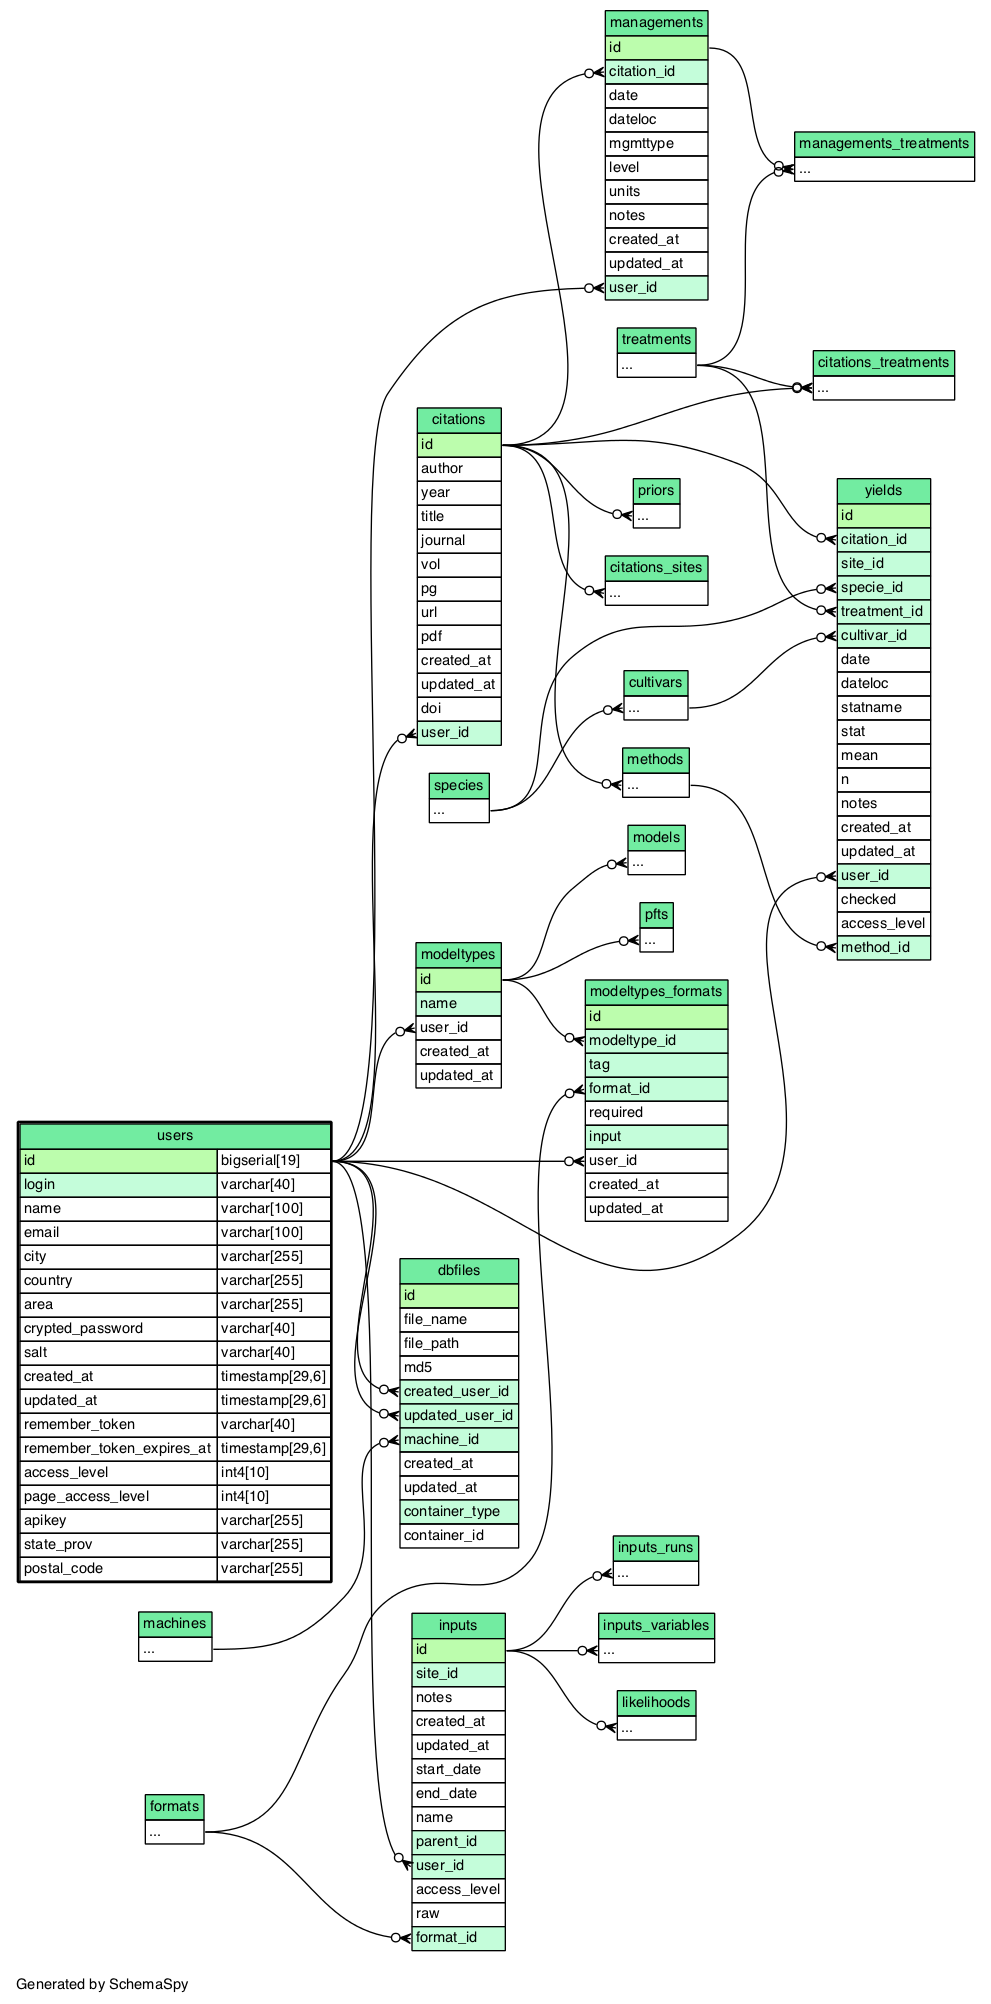 managements
id
citation_id
date
dateloc
mgmttype
level
units
notes
created_at
updated_at
user_id
managements_treatments
...
treatments
...
citations_treatments
...
citations
id
author
year
title
journal
vol
pg
url
pdf
created_at
updated_at
doi
user_id
priors
...
citations_sites
...
yields
id
citation_id
site_id
specie_id
treatment_id
cultivar_id
date
dateloc
statname
stat
mean
n
notes
created_at
updated_at
user_id
checked
access_level
method_id
cultivars
...
methods
...
species
...
models
...
pfts
...
modeltypes
id
name
user_id
created_at
updated_at
modeltypes_formats
id
modeltype_id
tag
format_id
required
input
user_id
created_at
updated_at
users
id bigserial[19]
login varchar[40]
name varchar[100]
email varchar[100]
city varchar[255]
country varchar[255]
area varchar[255]
crypted_password varchar[40]
salt varchar[40]
created_at timestamp[29,6]
updated_at timestamp[29,6]
remember_token varchar[40]
remember_token_expires_at timestamp[29,6]
access_level int4[10]
page_access_level int4[10]
apikey varchar[255]
state_prov varchar[255]
postal_code varchar[255]
dbfiles
id
file_name
file_path
md5
created_user_id
updated_user_id
machine_id
created_at
updated_at
container_type
container_id
machines
...
inputs_runs
...
inputs
id
site_id
notes
created_at
updated_at
start_date
end_date
name
parent_id
user_id
access_level
raw
format_id
inputs_variables
...
likelihoods
...
formats
...
Generated by SchemaSpy